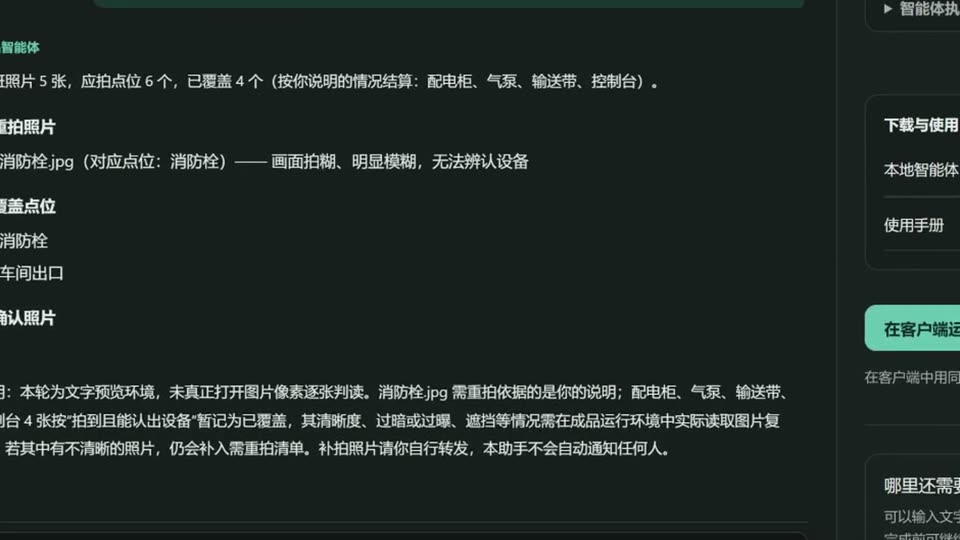 智能体
班照片 5 张，应拍点位 6 个，已覆盖 4 个（按你说明的情况结算：配电柜、气泵、输送带、控制台）。
重拍照片
消防栓.jpg（对应点位：消防栓）—— 画面拍糊、明显模糊，无法辨认设备
覆盖点位
消防栓
车间出口
确认照片
明：本轮为文字预览环境，未真正打开图片像素逐张判读。消防栓.jpg 需重拍依据的是你的说明；配电柜、气泵、输送带、
制台 4 张按“拍到且能认出设备”暂记为已覆盖，其清晰度、过暗或过曝、遮挡等情况需在成品运行环境中实际读取图片复
若其中有不清晰的照片，仍会补入需重拍清单。补拍照片请你自行转发，本助手不会自动通知任何人。
▶ 智能体执
下载与使用
本地智能体
使用手册
在客户端运
在客户端中用同
哪里还需要
可以输入文字
完成前可继续